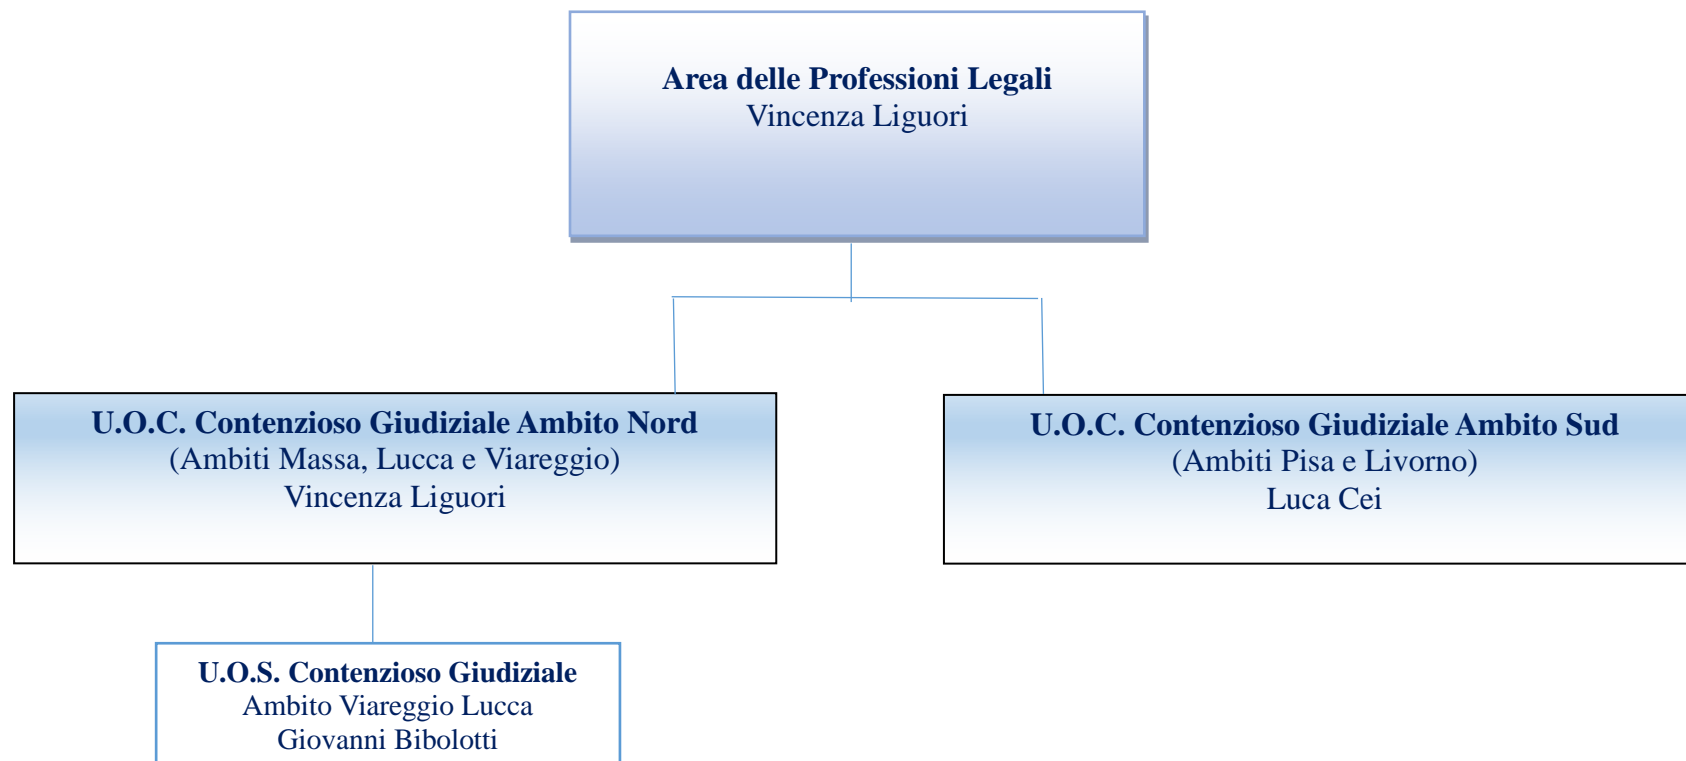 Area delle Professioni Legali
Vincenza Liguori
U.O.C. Contenzioso Giudiziale Ambito Nord
(Ambiti Massa, Lucca e Viareggio)
Vincenza Liguori
U.O.C. Contenzioso Giudiziale Ambito Sud
(Ambiti Pisa e Livorno)
Luca Cei
U.O.S. Contenzioso Giudiziale
Ambito Viareggio Lucca
Giovanni Bibolotti